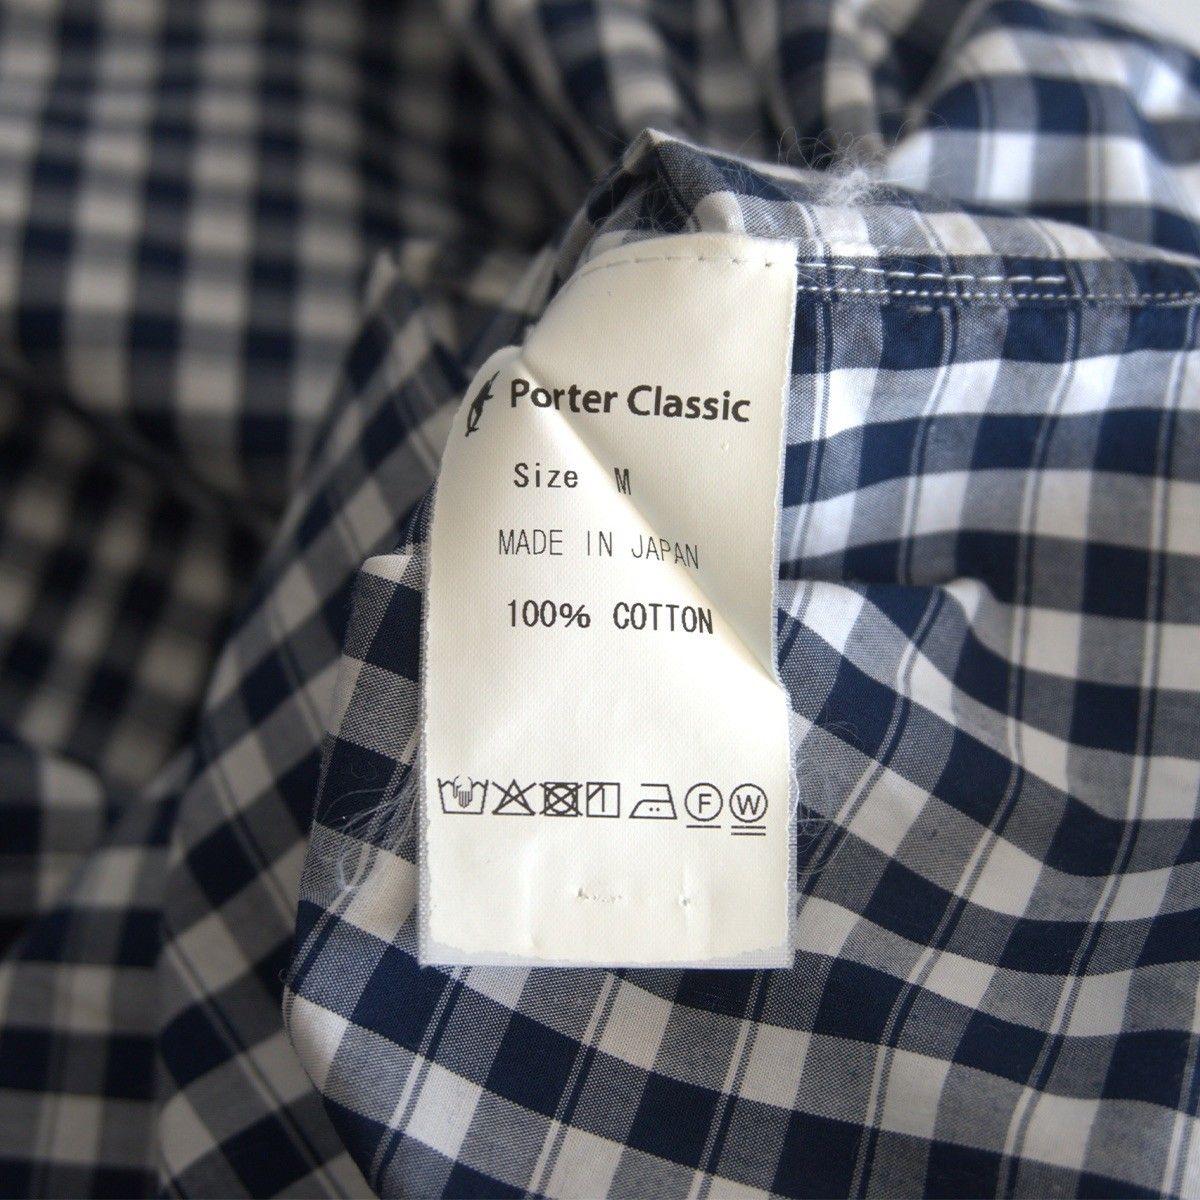 Porter Classic
Size M
MADE IN JAPAN
100% COTTON
F W